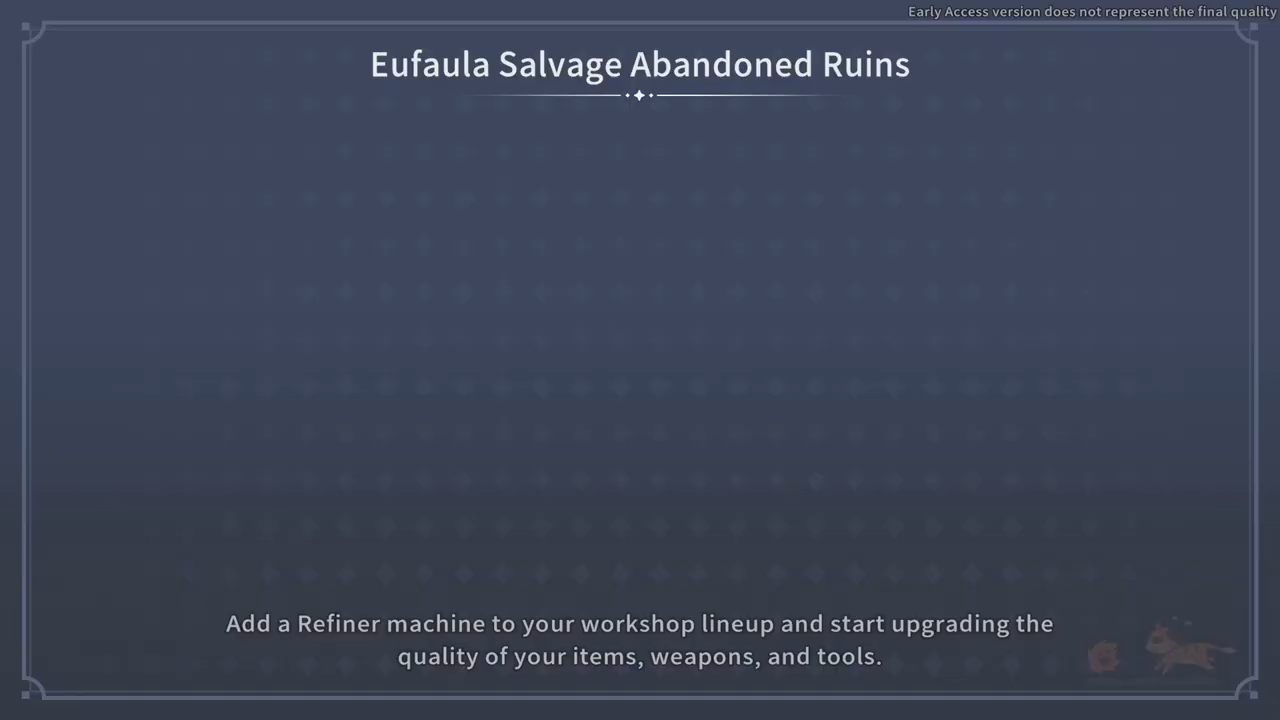 Early Access version does not represent the final quality
Eufaula Salvage Abandoned Ruins
Add a Refiner machine to your workshop lineup and start upgrading the
quality of your items, weapons, and tools.